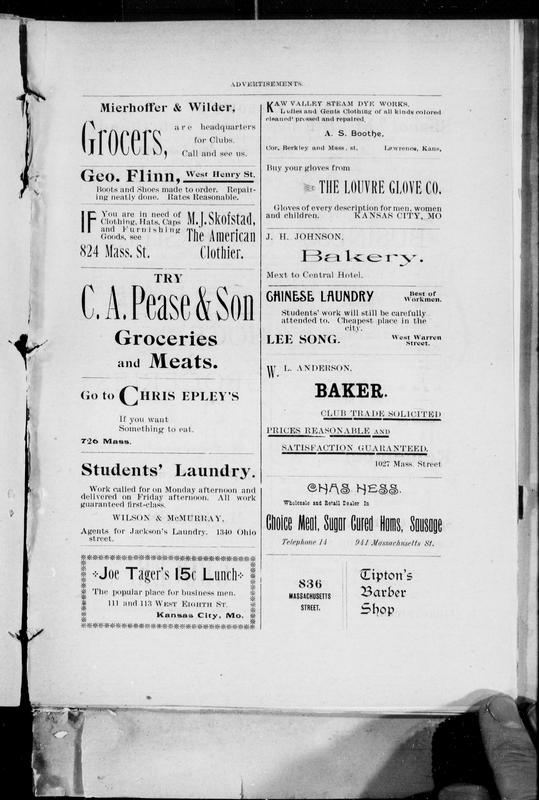 ADVERTISEMENTS.
Mierhoffer & Wilder,
Grocers,
are headquarters
for Clubs.
Call and see us.
Geo. Flinn, West Henry St.
Boots and Shoes made to order. Repair-
ing neatly done. Rates Reasonable.
IF You are in need of
Clothing, Hats, Caps
and Furnishing
Goods, see
M. J. Skofstad,
The American
824 Mass. St. Clothier.
TRY
C. A. Pease & Son
Groceries
and Meats.
Go to CHRIS EPLEY'S
If you want
Something to eat.
726 Mass.
Students' Laundry.
Work called for on Monday afternoon and
delivered on Friday afternoon. All work
guaranteed first-class.
WILSON & McMURRAY,
Agents for Jackson's Laundry. 1340 Ohio
street.
Joe Tager's 15c Lunch
The popular place for business men.
111 and 113 WEST EIGHTH ST.
Kansas City, Mo.
KAW VALLEY STEAM DYE WORKS.
Ladies and Gents Clothing of all kinds colored
cleaned pressed and repaired.
A. S. Boothe,
Cor. Berkley and Mass. st. Lawrence, Kans,
Buy your gloves from
THE LOUVRE GLOVE CO.
Gloves of every description for men, women
and children. KANSAS CITY, MO
J. H. JOHNSON,
Bakery.
Mext to Central Hotel.
CHINESE LAUNDRY Best of
Workmen.
Students' work will still be carefully
attended to. Cheapest place in the
city.
LEE SONG. West Warren
Street.
W. L. ANDERSON,
BAKER.
CLUB TRADE SOLICITED
PRICES REASONABLE AND
SATISFACTION GUARANTEED.
1027 Mass. Street
CHAS HESS.
Wholesale and Retail Dealer In
Choice Meat, Sugar Cured Hams, Sausage
Telephone 14 941 Massachusetts St.
836
MASSACHUSETTS
STREET.
Tipton's
Barber
Shop